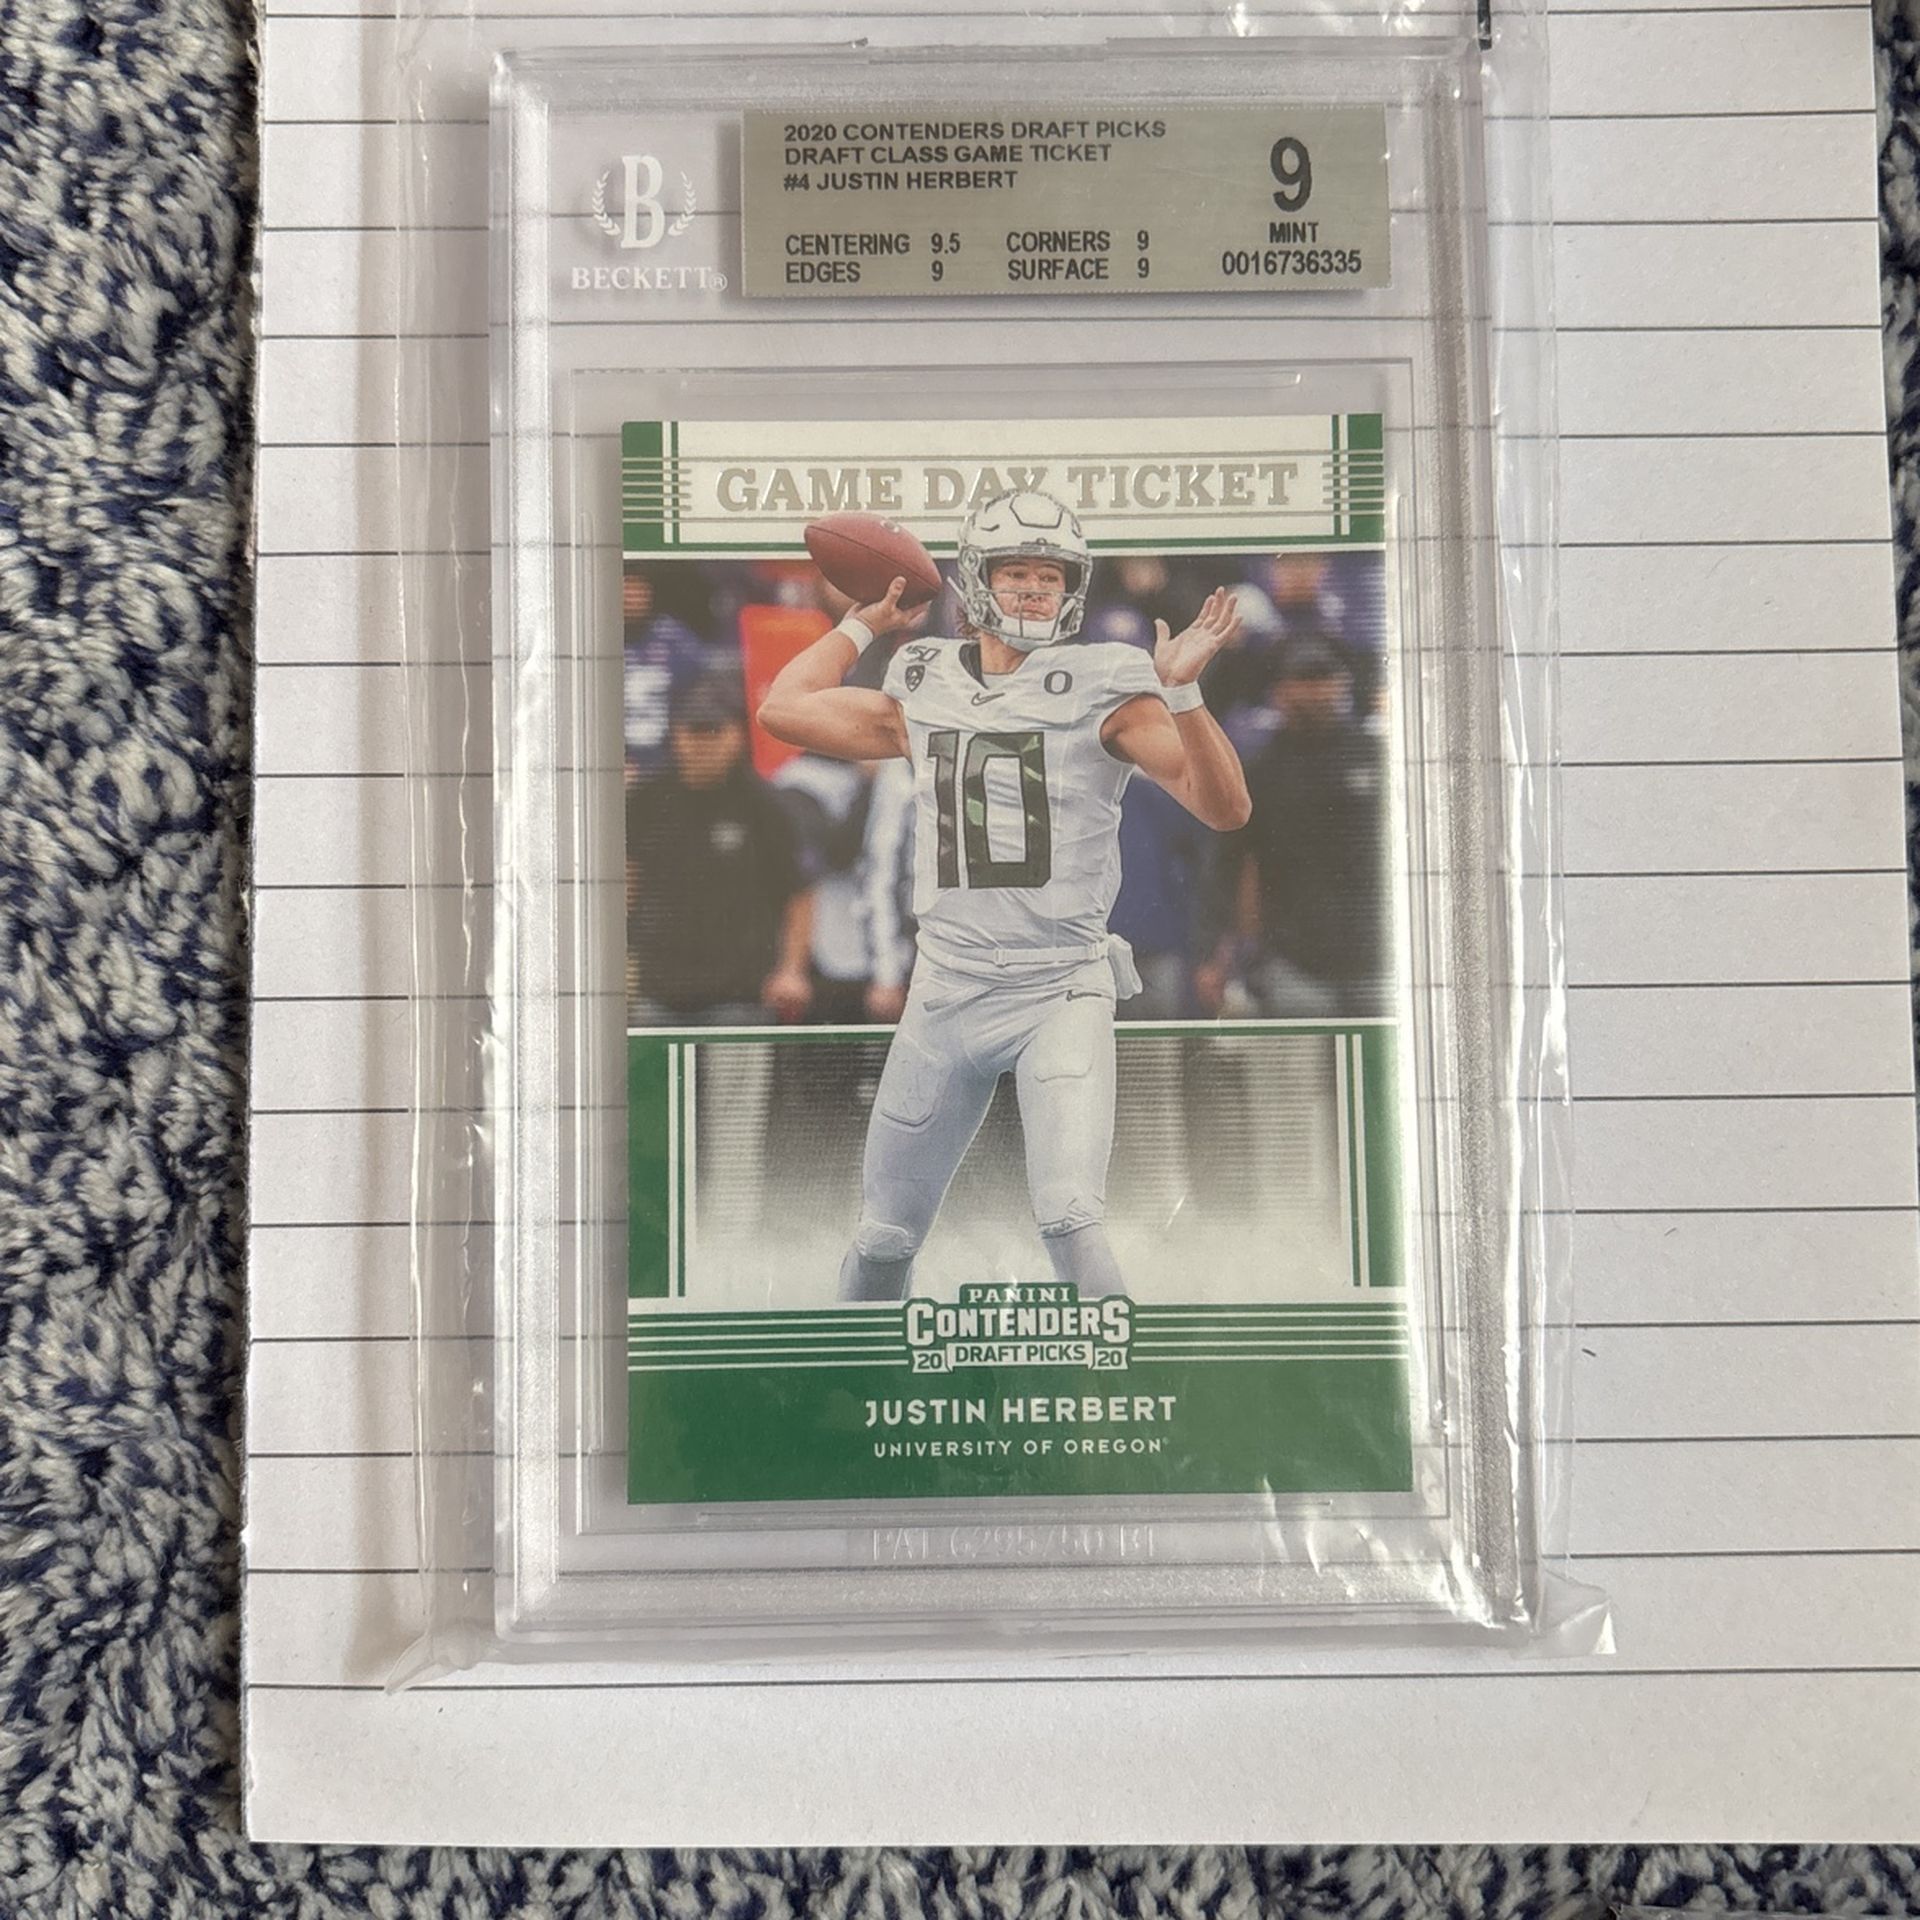 2020 CONTENDERS DRAFT PICKS
DRAFT CLASS GAME TICKET
#4 JUSTIN HERBERT
CENTERING 9.5 CORNERS 9
EDGES 9 SURFACE 9
9
MINT
0016736335
B
BECKETT®
GAME DAY TICKET
150
O
10
PANINI
CONTENDERS
20 DRAFT PICKS 20
JUSTIN HERBERT
UNIVERSITY OF OREGON